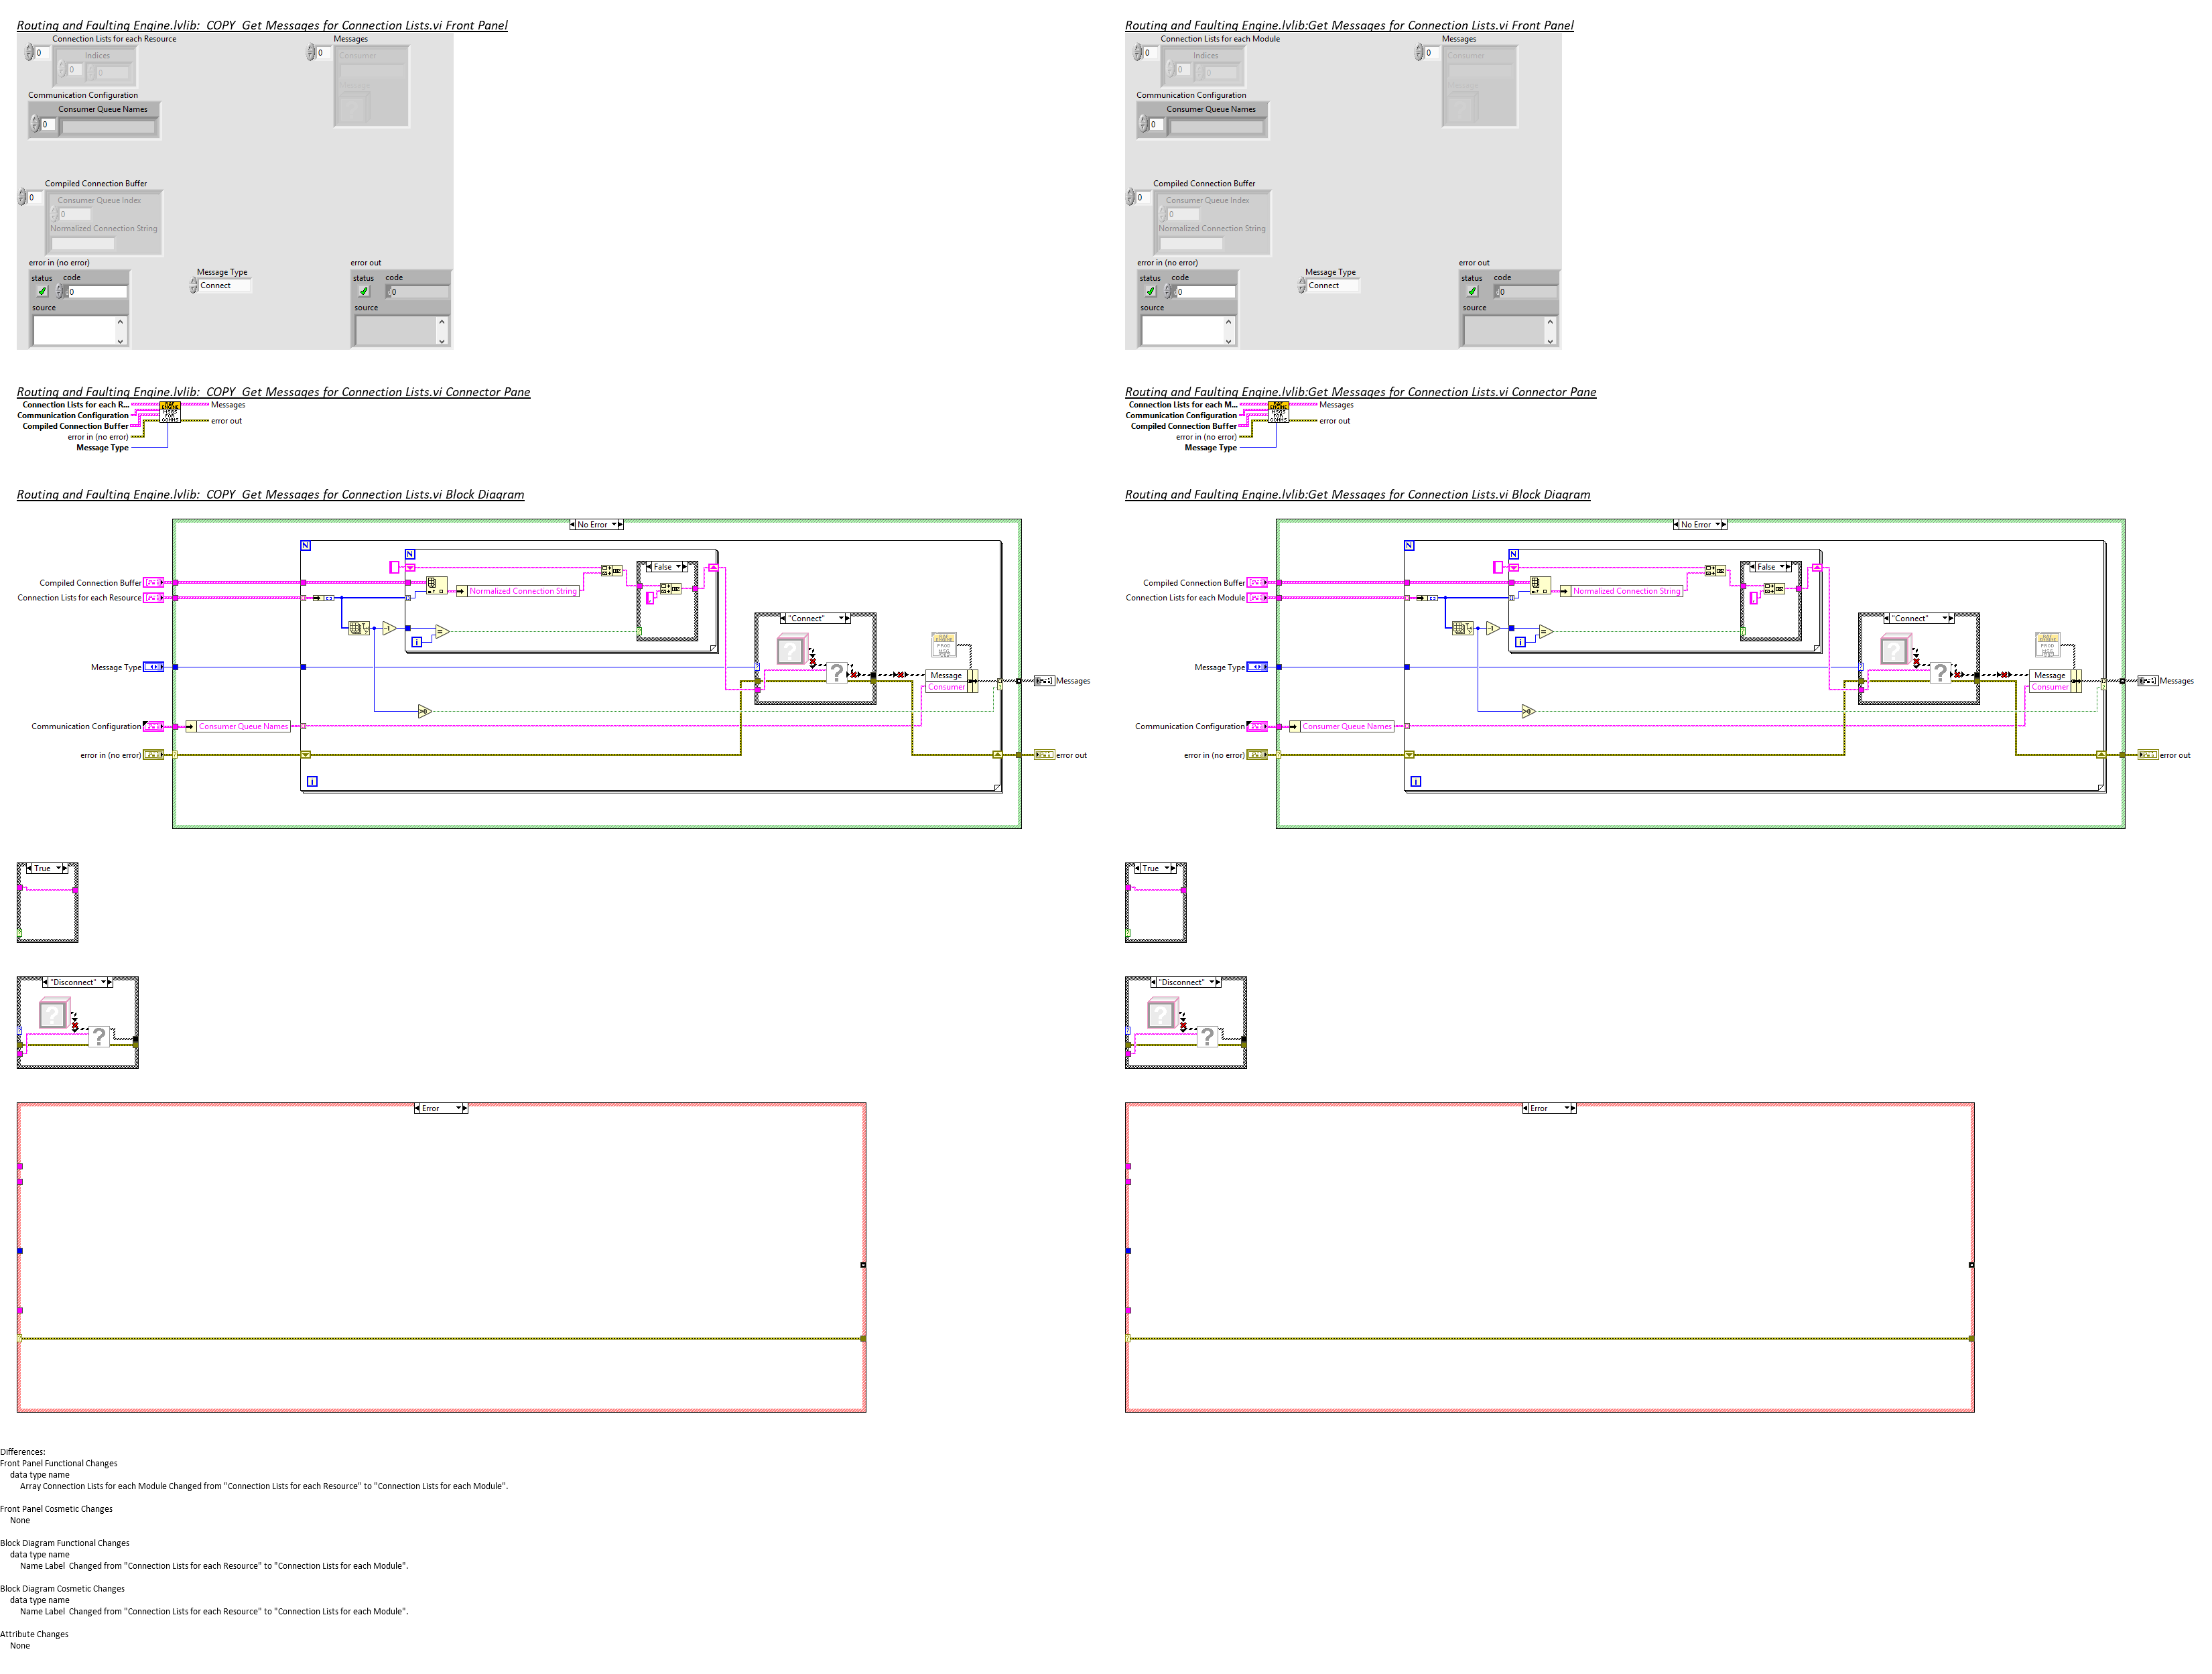 Routing and Faulting Engine.lvlib:  COPY  Get Messages for Connection Lists.vi Front Panel
Connection Lists for each Resource
0
Indices
0
0
Messages
0
Consumer
Communication Configuration
Consumer Queue Names
0
Compiled Connection Buffer
0
Consumer Queue Index
0
Normalized Connection String
error in (no error)
status code
0
source
Message Type
Connect
error out
status code
0
source
Routing and Faulting Engine.lvlib:  COPY  Get Messages for Connection Lists.vi Connector Pane
Connection Lists for each R...
Communication Configuration
Compiled Connection Buffer
error in (no error)
Message Type
Messages
error out
Routing and Faulting Engine.lvlib:  COPY  Get Messages for Connection Lists.vi Block Diagram
No Error
N
N
False
Compiled Connection Buffer
Normalized Connection String
Connection Lists for each Resource
"Connect"
i
Message Type
Message
Consumer
Messages
Communication Configuration
Consumer Queue Names
error in (no error)
error out
i
True
"Disconnect"
Error
Routing and Faulting Engine.lvlib:Get Messages for Connection Lists.vi Front Panel
Connection Lists for each Module
0
Indices
0
0
Messages
0
Consumer
Communication Configuration
Consumer Queue Names
0
Compiled Connection Buffer
0
Consumer Queue Index
0
Normalized Connection String
error in (no error)
status code
0
source
Message Type
Connect
error out
status code
0
source
Routing and Faulting Engine.lvlib:Get Messages for Connection Lists.vi Connector Pane
Connection Lists for each M...
Communication Configuration
Compiled Connection Buffer
error in (no error)
Message Type
Messages
error out
Routing and Faulting Engine.lvlib:Get Messages for Connection Lists.vi Block Diagram
No Error
N
N
False
Compiled Connection Buffer
Normalized Connection String
Connection Lists for each Module
"Connect"
i
Message Type
Message
Consumer
Messages
Communication Configuration
Consumer Queue Names
error in (no error)
error out
i
True
"Disconnect"
Error
Differences:
Front Panel Functional Changes
data type name
Array Connection Lists for each Module Changed from "Connection Lists for each Resource" to "Connection Lists for each Module".
Front Panel Cosmetic Changes
None
Block Diagram Functional Changes
data type name
Name Label  Changed from "Connection Lists for each Resource" to "Connection Lists for each Module".
Block Diagram Cosmetic Changes
data type name
Name Label  Changed from "Connection Lists for each Resource" to "Connection Lists for each Module".
Attribute Changes
None